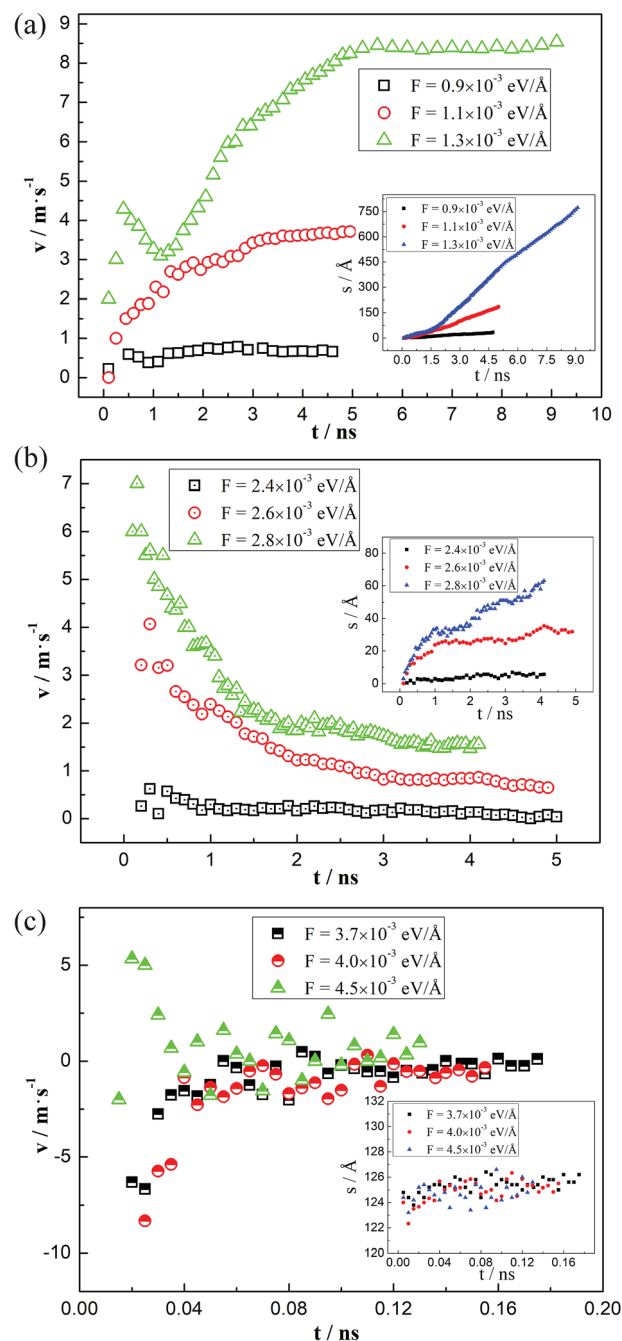 (a)
9
8
7
6
5
4
3
2
1
0
v / m·s⁻¹
F = 0.9×10⁻³ eV/Å
F = 1.1×10⁻³ eV/Å
F = 1.3×10⁻³ eV/Å
750
600
450
300
150
0
s / Å
F = 0.9×10⁻³ eV/Å
F = 1.1×10⁻³ eV/Å
F = 1.3×10⁻³ eV/Å
0.0 1.5 3.0 4.5 6.0 7.5 9.0
t / ns
0 1 2 3 4 5 6 7 8 9 10
t / ns
(b)
7
6
5
4
3
2
1
0
v / m·s⁻¹
F = 2.4×10⁻³ eV/Å
F = 2.6×10⁻³ eV/Å
F = 2.8×10⁻³ eV/Å
80
60
40
20
0
s / Å
F = 2.4×10⁻³ eV/Å
F = 2.6×10⁻³ eV/Å
F = 2.8×10⁻³ eV/Å
0 1 2 3 4 5
t / ns
0 1 2 3 4 5
t / ns
(c)
5
0
-5
-10
v / m·s⁻¹
F = 3.7×10⁻³ eV/Å
F = 4.0×10⁻³ eV/Å
F = 4.5×10⁻³ eV/Å
132
130
128
126
124
122
120
s / Å
F = 3.7×10⁻³ eV/Å
F = 4.0×10⁻³ eV/Å
F = 4.5×10⁻³ eV/Å
0.00 0.04 0.08 0.12 0.16
t / ns
0.00 0.04 0.08 0.12 0.16 0.20
t / ns